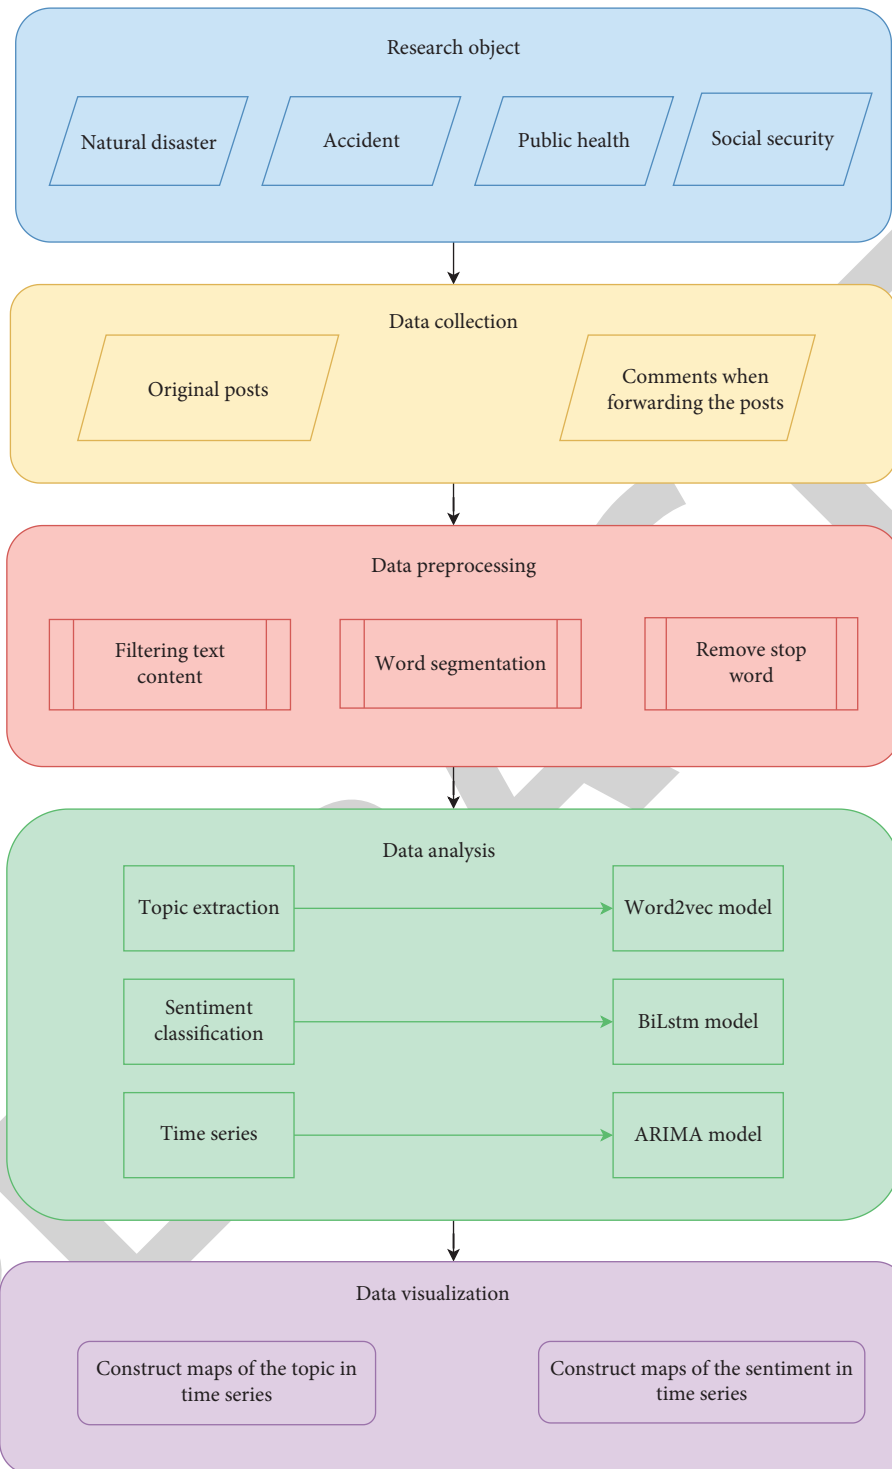 Research object
Natural disaster
Accident
Public health
Social security
Data collection
Original posts
Comments when
forwarding the posts
Data preprocessing
Filtering text
content
Word segmentation
Remove stop
word
Data analysis
Topic extraction
Word2vec model
Sentiment
classification
BiLstm model
Time series
ARIMA model
Data visualization
Construct maps of the topic in
time series
Construct maps of the sentiment in
time series